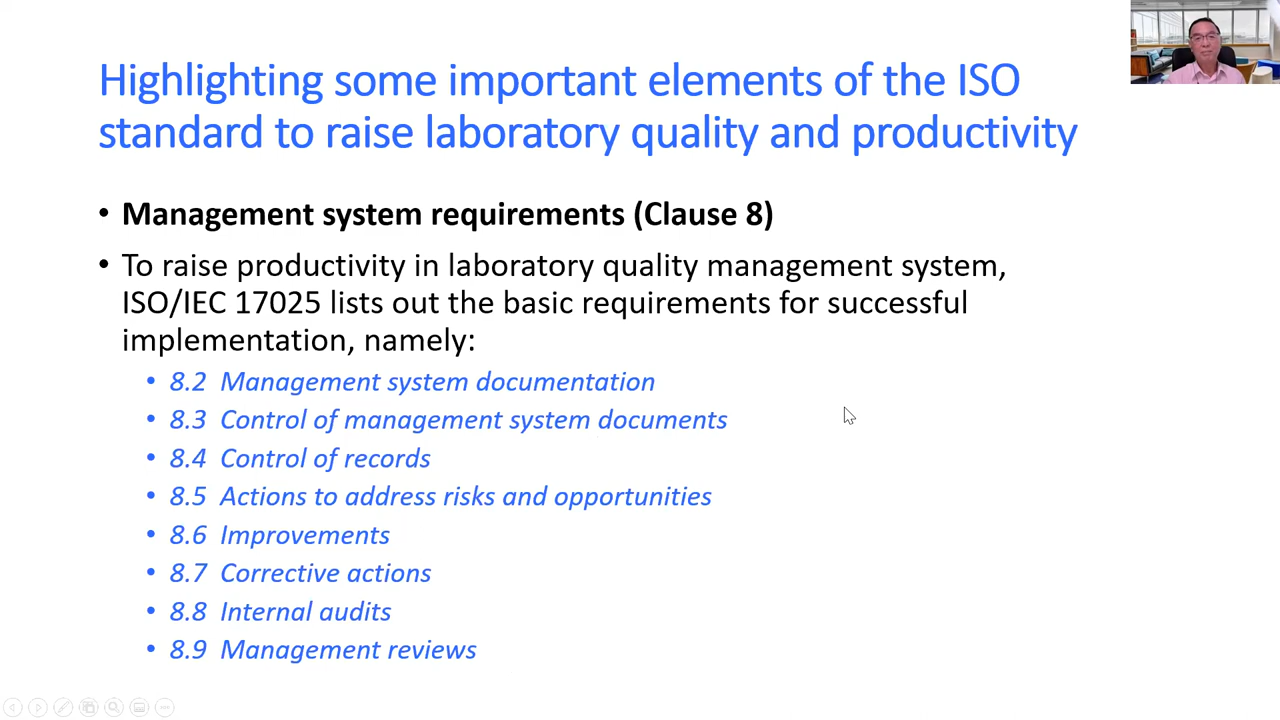 Highlighting some important elements of the ISO
standard to raise laboratory quality and productivity
• Management system requirements (Clause 8)
• To raise productivity in laboratory quality management system,
ISO/IEC 17025 lists out the basic requirements for successful
implementation, namely:
• 8.2 Management system documentation
• 8.3 Control of management system documents
• 8.4 Control of records
• 8.5 Actions to address risks and opportunities
• 8.6 Improvements
• 8.7 Corrective actions
• 8.8 Internal audits
• 8.9 Management reviews